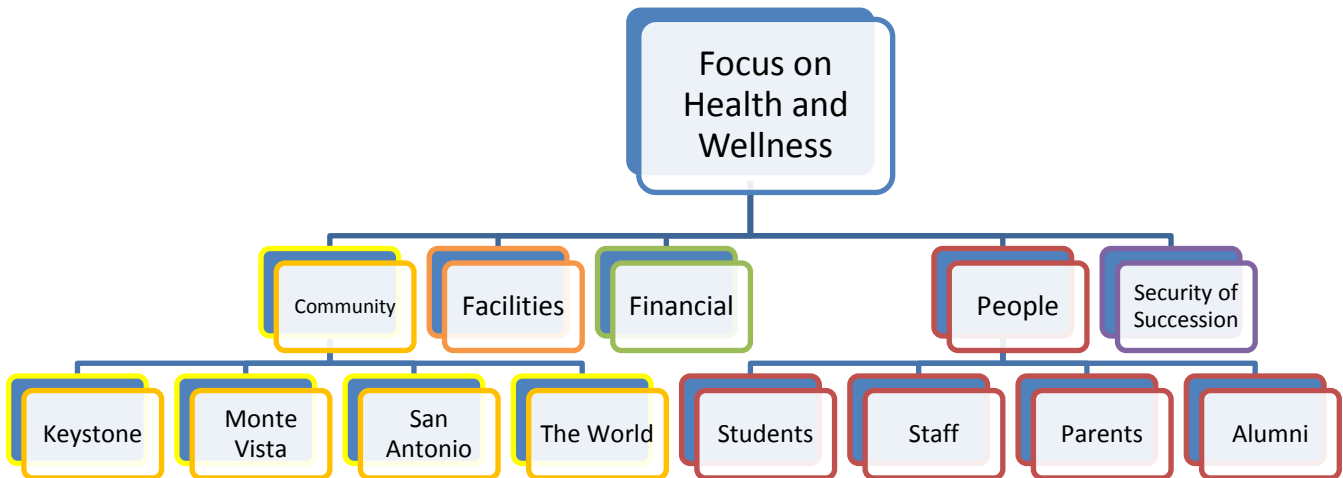 Focus on
Health and
Wellness
Community
Facilities
Financial
People
Security of
Succession
Keystone
Monte
Vista
San
Antonio
The World
Students
Staff
Parents
Alumni